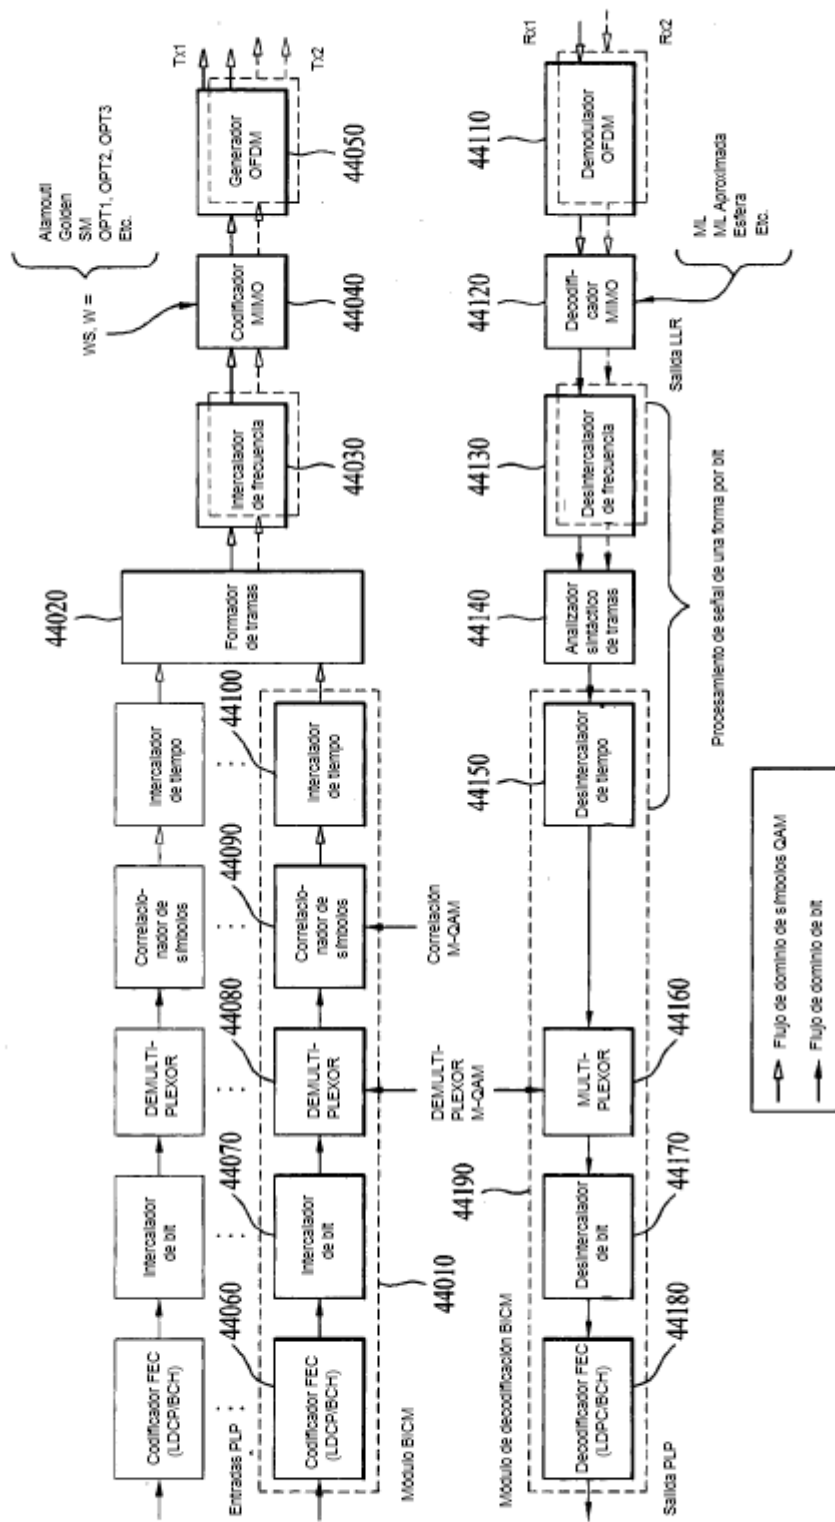 Alamouti
Golden
SM
OPT1, OPT2, OPT3
Etc.
WS, W =
44020
Codificador FEC
(LDCP/BCH)
Intercalador
de bit
DEMULTI-
PLEXOR
Correlacio-
nador de
símbolos
Intercalador
de tiempo
Formador
de tramas
Intercalador
de frecuencia
44030
Codificador
MIMO
44040
Generador
OFDM
44050
Tx1
Tx2
Entradas PLP
44060
44070
44080
44090
44100
Codificador FEC
(LDCP/BCH)
Intercalador
de bit
DEMULTI-
PLEXOR
Correlacio-
nador de
símbolos
Intercalador
de tiempo
Módulo BICM
44010
DEMULTI-
PLEXOR
M-QAM
Correlación
M-QAM
Módulo de decodificación BICM
44190
44150
44140
44130
44120
44110
Rx1
Rx2
Decodificador FEC
(LDPC/BCH)
Desintercalador
de bit
MULTI-
PLEXOR
Desintercalador
de tiempo
Analizador
sintáctico
de tramas
Desintercalador
de frecuencia
Decodifi-
cador
MIMO
Demodulador
OFDM
Salida PLP
44180
44170
44160
Salida LLR
ML
ML Aproximada
Esfera
Etc.
Procesamiento de señal de una forma por bit
Flujo de dominio de símbolos QAM
Flujo de dominio de bit